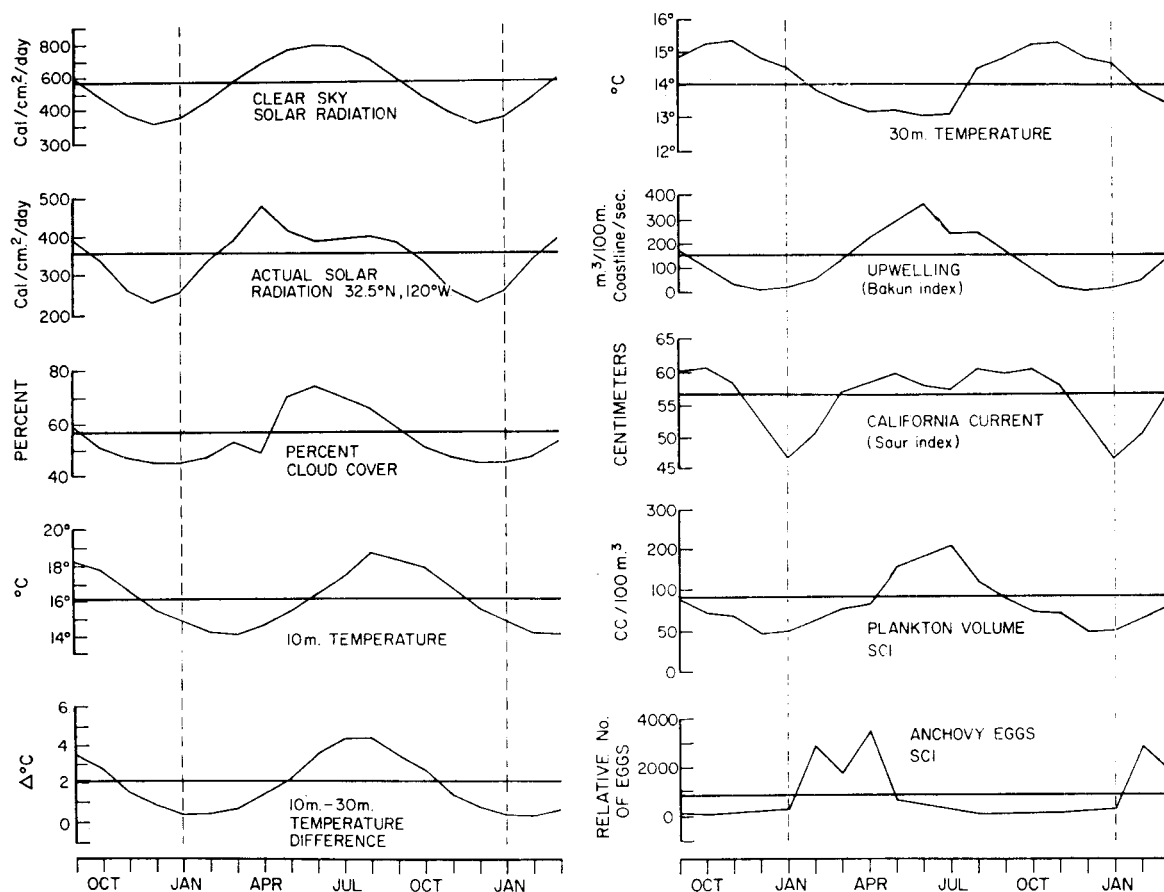 800
600
400
300
Cal/cm.²/day
CLEAR SKY
SOLAR RADIATION
500
400
300
200
Cal/cm.²/day
ACTUAL SOLAR
RADIATION 32.5°N, 120°W
80
60
40
PERCENT
PERCENT
CLOUD COVER
20°
18°
16°
14°
°C
10m. TEMPERATURE
6
4
2
0
Δ°C
10m.-30m.
TEMPERATURE
DIFFERENCE
OCT JAN APR JUL OCT JAN
16°
15°
14°
13°
12°
°C
30m. TEMPERATURE
400
300
200
100
0
m.³/100m.
Coastline/sec.
UPWELLING
(Bakun index)
65
60
55
50
45
CENTIMETERS
CALIFORNIA CURRENT
(Saur index)
200
100
50
0
CC/100m.³
PLANKTON VOLUME
SCI
4000
2000
0
RELATIVE No.
OF EGGS
ANCHOVY EGGS
SCI
OCT JAN APR JUL OCT JAN